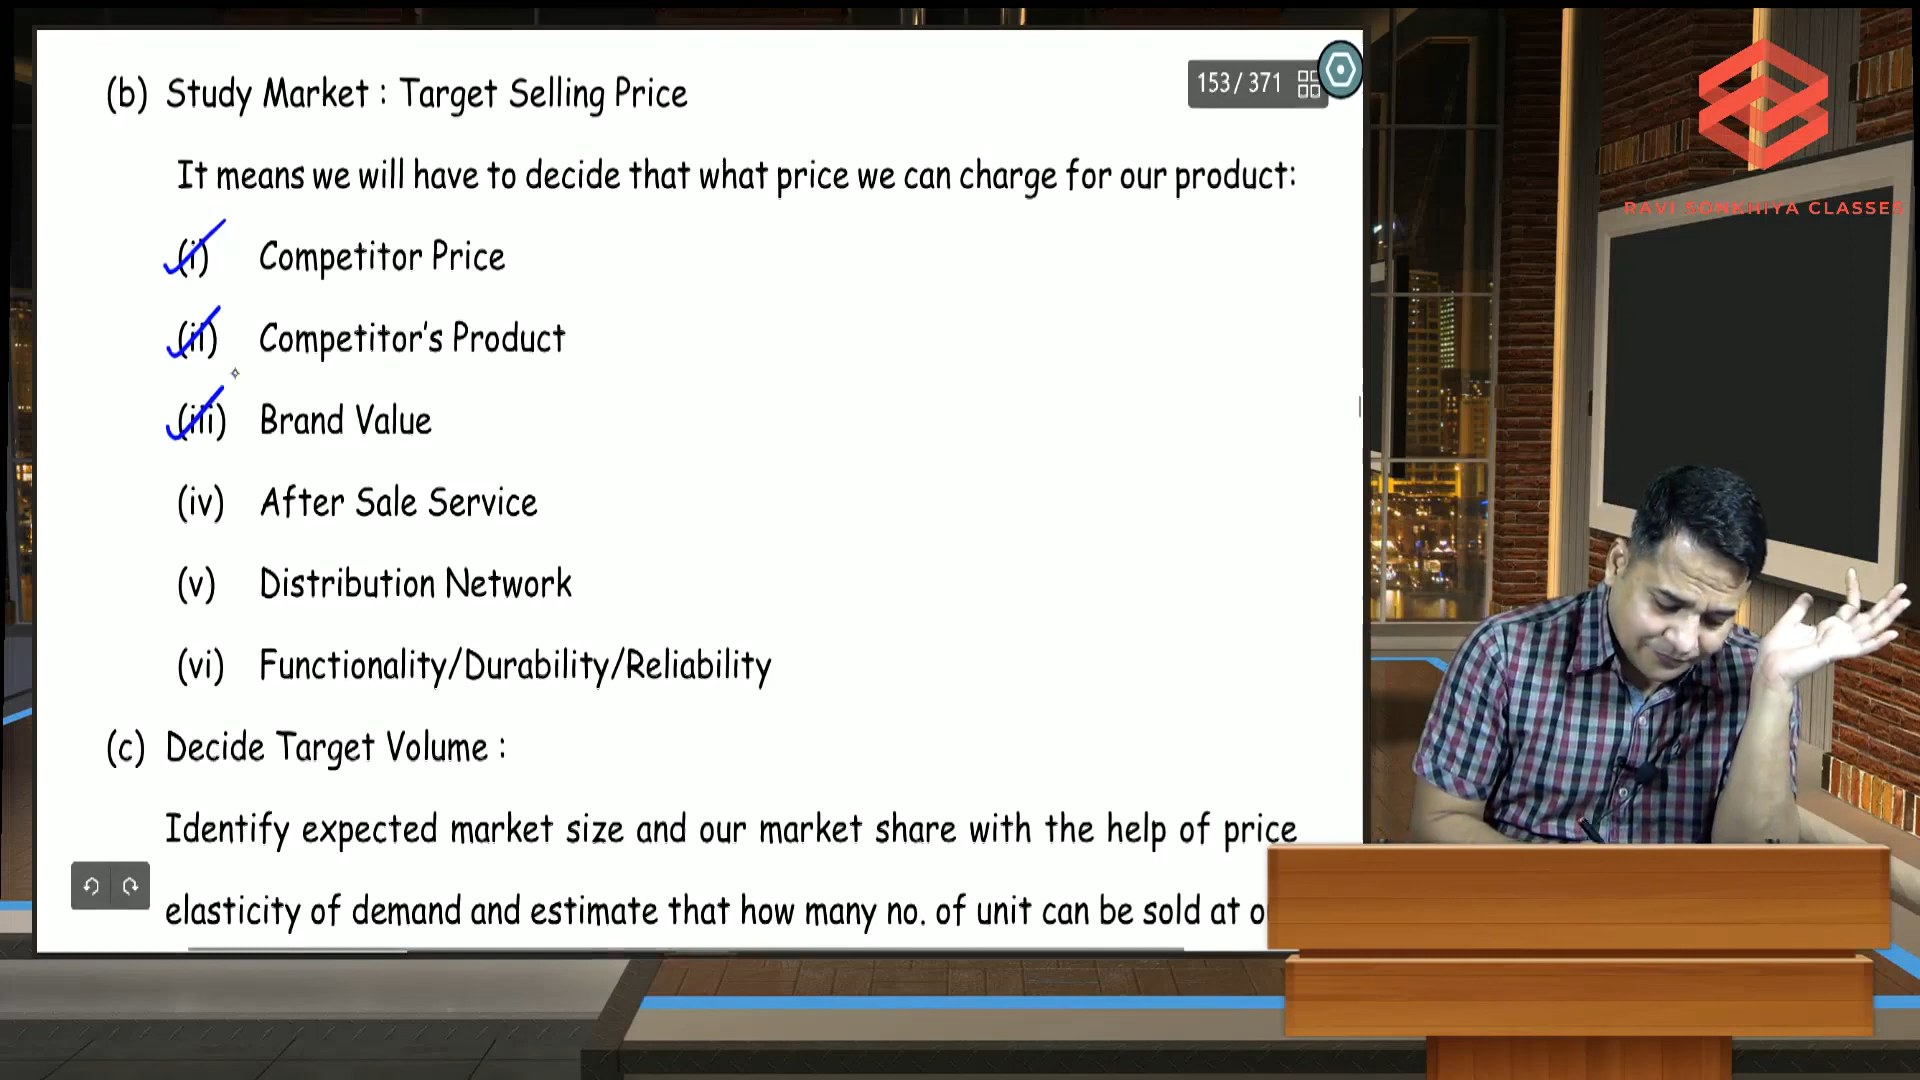 (b) Study Market : Target Selling Price
153 / 371
It means we will have to decide that what price we can charge for our product:
(i) Competitor Price
(ii) Competitor's Product
(iii) Brand Value
(iv) After Sale Service
(v) Distribution Network
(vi) Functionality/Durability/Reliability
(c) Decide Target Volume :
Identify expected market size and our market share with the help of price
elasticity of demand and estimate that how many no. of unit can be sold at
RAVI SONKHIYA CLASSES